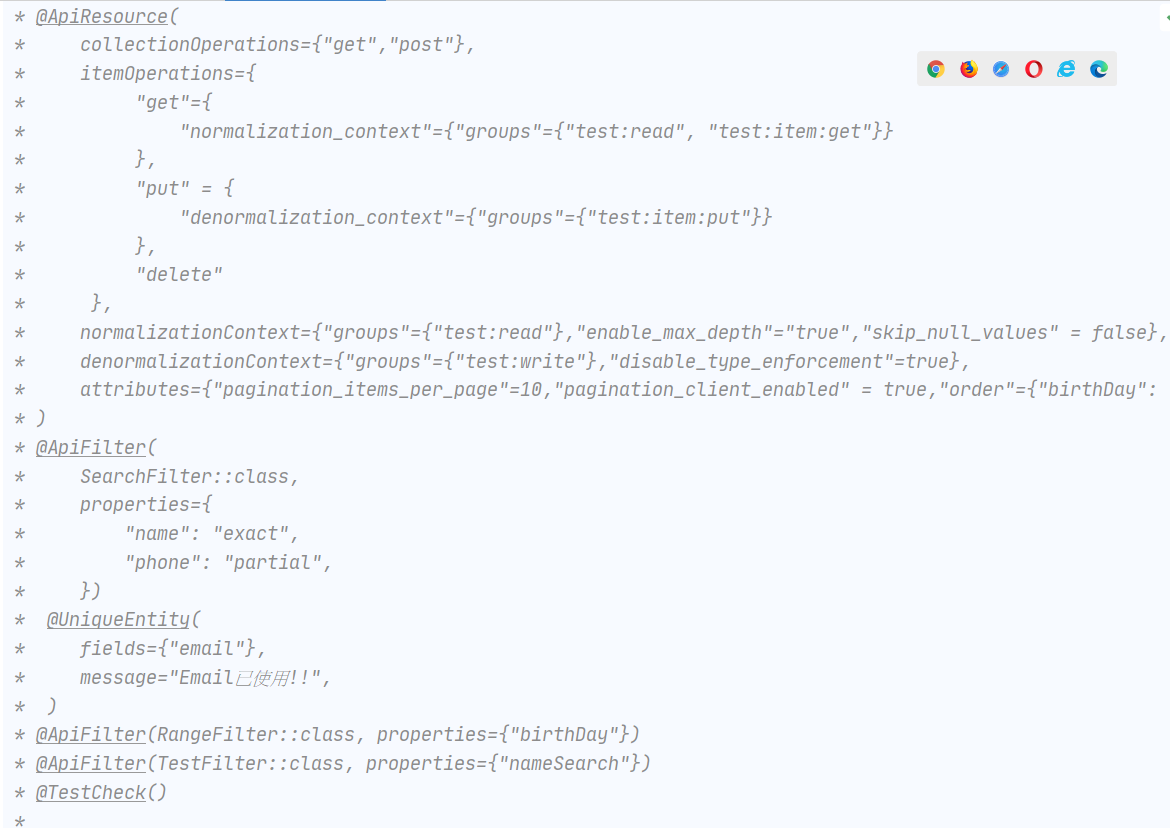 * @ApiResource(
*     collectionOperations={"get","post"},
*     itemOperations={
*          "get"={
*              "normalization_context"={"groups"={"test:read", "test:item:get"}}
*          },
*          "put" = {
*              "denormalization_context"={"groups"={"test:item:put"}}
*          },
*          "delete"
*      },
*     normalizationContext={"groups"={"test:read"},"enable_max_depth"="true","skip_null_values" = false},
*     denormalizationContext={"groups"={"test:write"},"disable_type_enforcement"=true},
*     attributes={"pagination_items_per_page"=10,"pagination_client_enabled" = true,"order"={"birthDay":
* )
* @ApiFilter(
*     SearchFilter::class,
*     properties={
*         "name": "exact",
*         "phone": "partial",
*     })
*  @UniqueEntity(
*     fields={"email"},
*     message="Email已使用!!",
*  )
* @ApiFilter(RangeFilter::class, properties={"birthDay"})
* @ApiFilter(TestFilter::class, properties={"nameSearch"})
* @TestCheck()
*